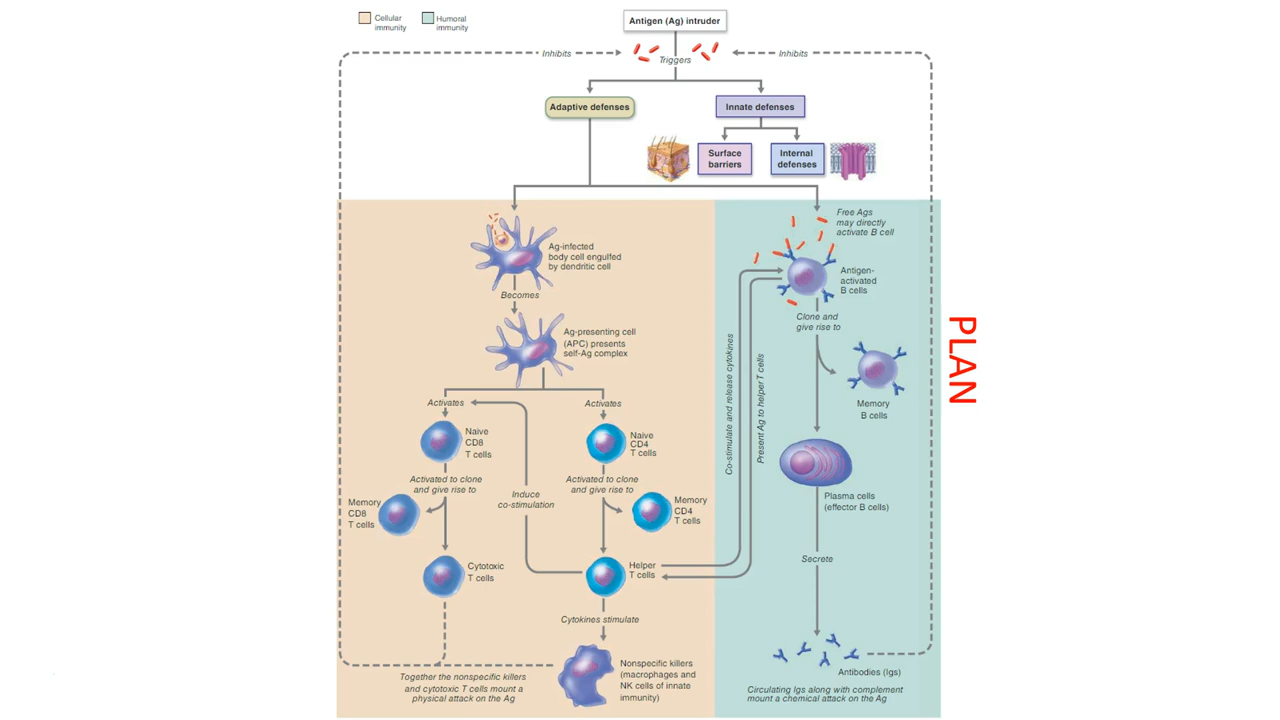 Cellular
immunity
Humoral
immunity
Antigen (Ag) intruder
Inhibits
Triggers
Inhibits
Adaptive defenses
Innate defenses
Surface
barriers
Internal
defenses
Free Ags
may directly
activate B cell
Ag-infected
body cell engulfed
by dendritic cell
Antigen-
activated
B cells
Becomes
Clone and
give rise to
Ag-presenting cell
(APC) presents
self-Ag complex
PLAN
Co-stimulate and release cytokines
Present Ag to helper T cells
Memory
B cells
Activates
Activates
Naive
CD8
T cells
Naive
CD4
T cells
Activated to clone
and give rise to
Activated to clone
and give rise to
Induce
co-stimulation
Memory
CD8
T cells
Memory
CD4
T cells
Plasma cells
(effector B cells)
Cytotoxic
T cells
Helper
T cells
Secrete
Cytokines stimulate
Nonspecific killers
(macrophages and
NK cells of innate
immunity)
Antibodies (Igs)
Together the nonspecific killers
and cytotoxic T cells mount a
physical attack on the Ag
Circulating Igs along with complement
mount a chemical attack on the Ag